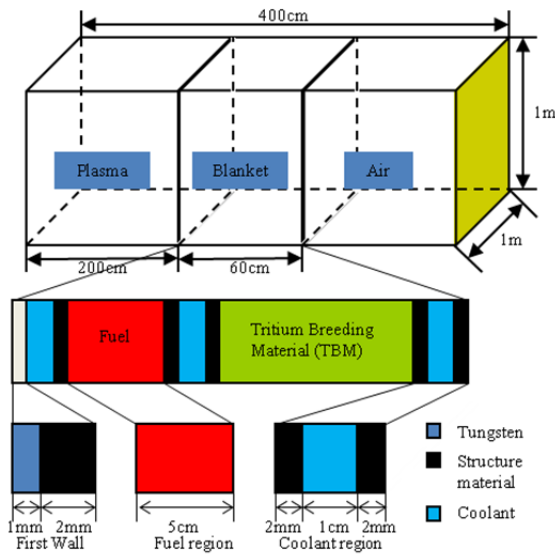 400cm
1m
Plasma
Blanket
Air
1m
200cm
60cm
Fuel
Tritium Breeding
Material (TBM)
Tungsten
Structure
material
Coolant
1mm 2mm
First Wall
5cm
Fuel region
2mm 1cm 2mm
Coolant region